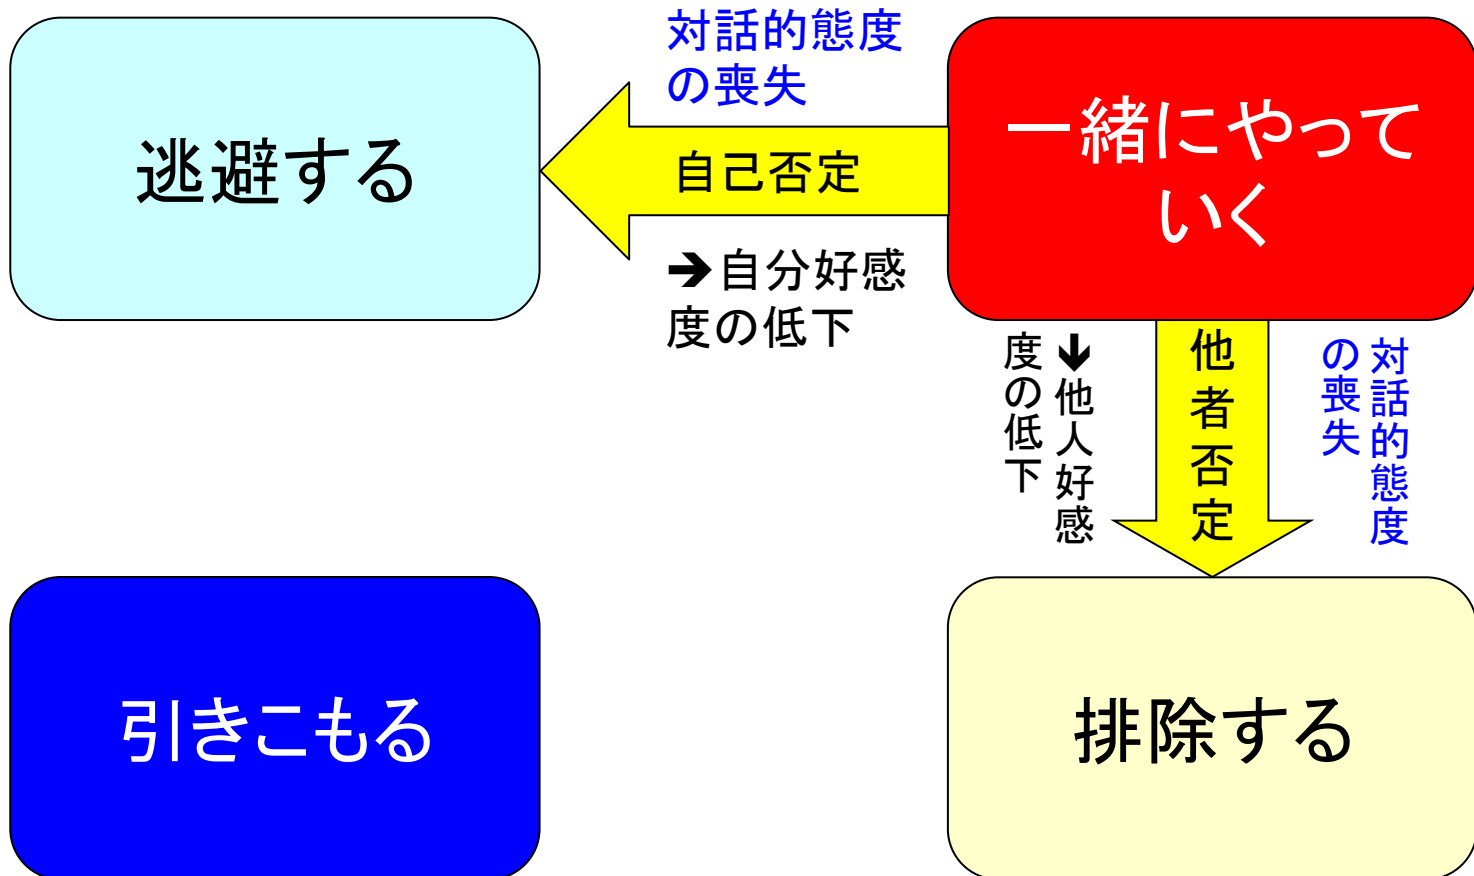 対話的態度
の喪失
逃避する
自己否定
➔自分好感
度の低下
一緒にやって
いく
対話的態度
の喪失
他者否定
➔他人好感
度の低下
引きこもる
排除する